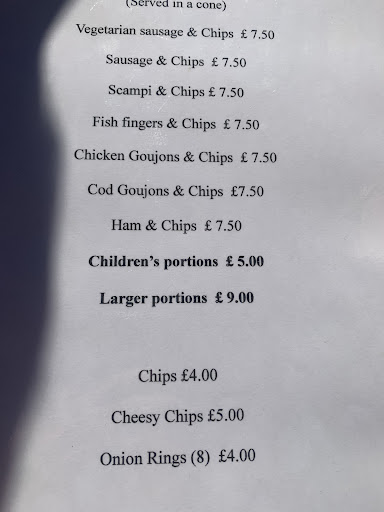 (Served in a cone)
Vegetarian sausage & Chips £ 7.50
Sausage & Chips £ 7.50
Scampi & Chips £ 7.50
Fish fingers & Chips £ 7.50
Chicken Goujons & Chips £ 7.50
Cod Goujons & Chips £7.50
Ham & Chips £ 7.50
Children's portions £ 5.00
Larger portions £ 9.00
Chips £4.00
Cheesy Chips £5.00
Onion Rings (8) £4.00